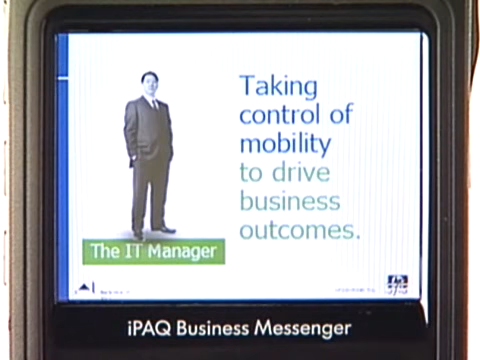 Taking
control of
mobility
to drive
business
outcomes.
The IT Manager
iPAQ Business Messenger